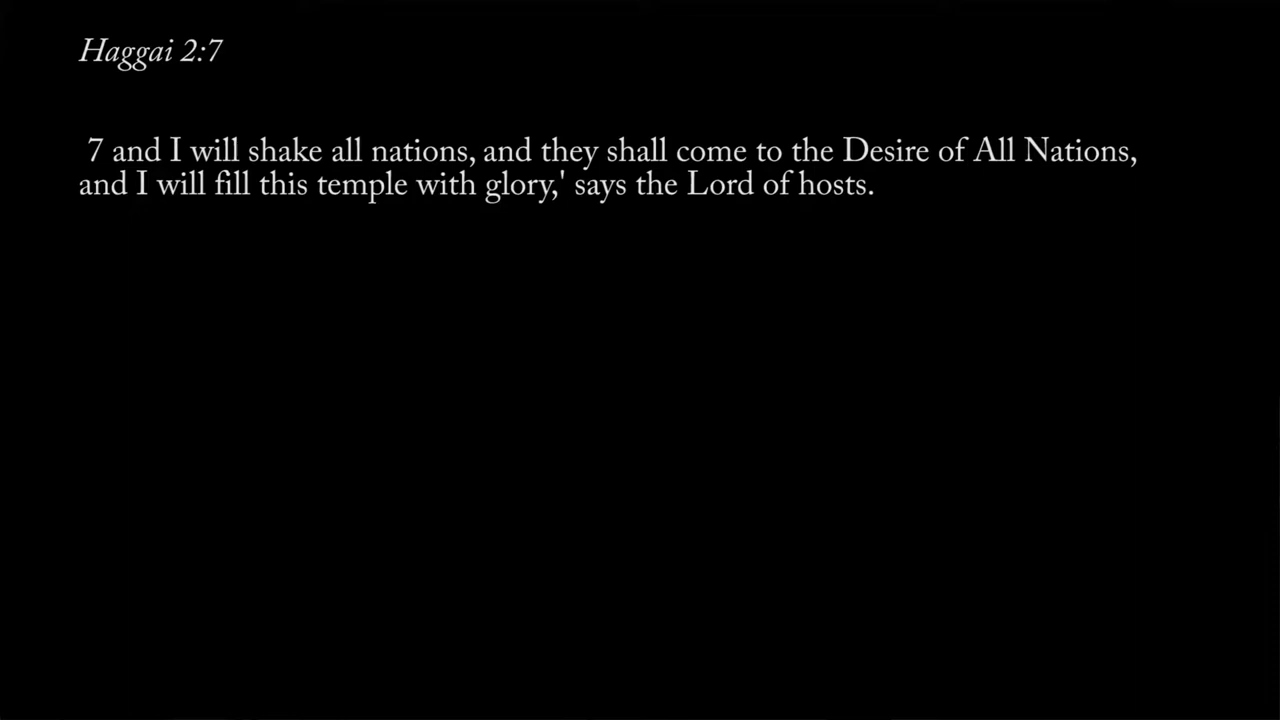 Haggai 2:7
7 and I will shake all nations, and they shall come to the Desire of All Nations,
and I will fill this temple with glory,' says the Lord of hosts.